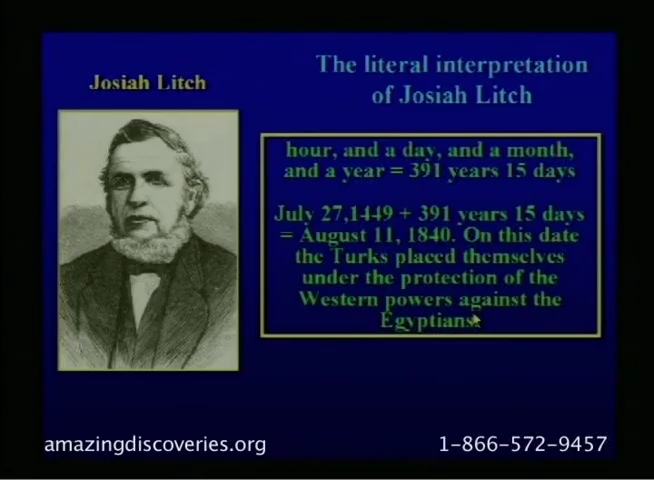 Josiah Litch
The literal interpretation
of Josiah Litch
hour, and a day, and a month,
and a year = 391 years 15 days
July 27,1449 + 391 years 15 days
= August 11, 1840. On this date
the Turks placed themselves
under the protection of the
Western powers against the
Egyptians.
amazingdiscoveries.org
1-866-572-9457